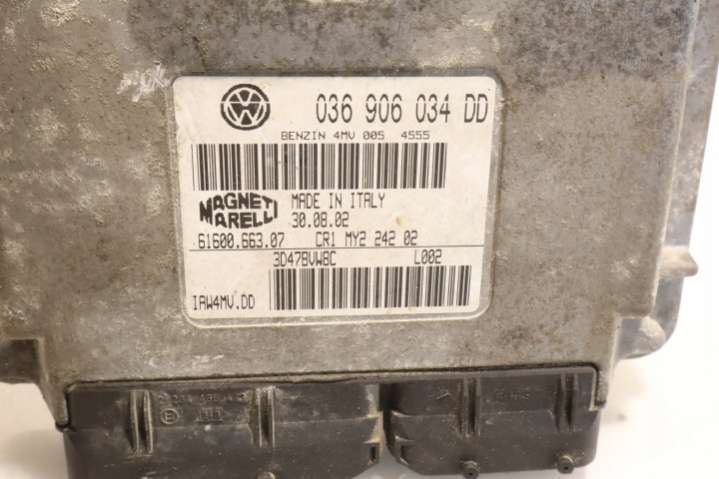 036 906 034 DD
BENZIN 4MV 005 4555
MAGNETI MARELLI
MADE IN ITALY
30.08.02
61600.663.07 CR1 MY2 242 02
3D47BVWBC L002
IAW4MV.DD